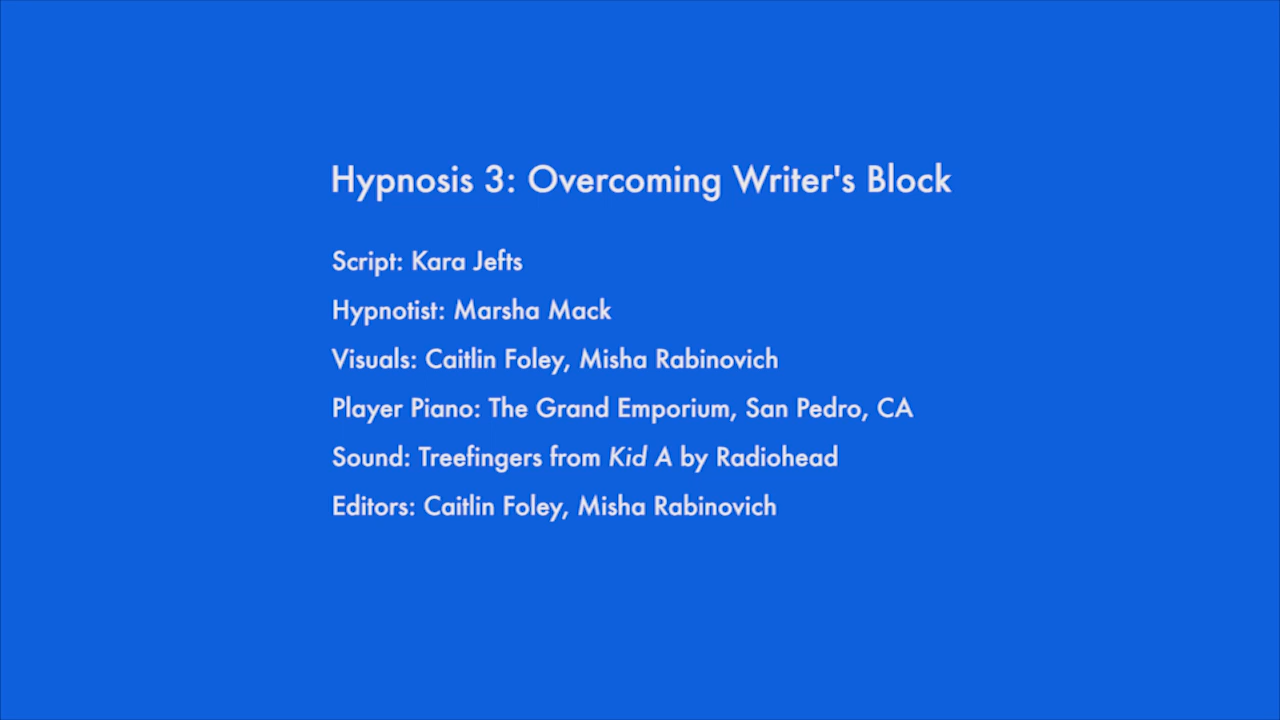 Hypnosis 3: Overcoming Writer's Block
Script: Kara Jefts
Hypnotist: Marsha Mack
Visuals: Caitlin Foley, Misha Rabinovich
Player Piano: The Grand Emporium, San Pedro, CA
Sound: Treefingers from Kid A by Radiohead
Editors: Caitlin Foley, Misha Rabinovich